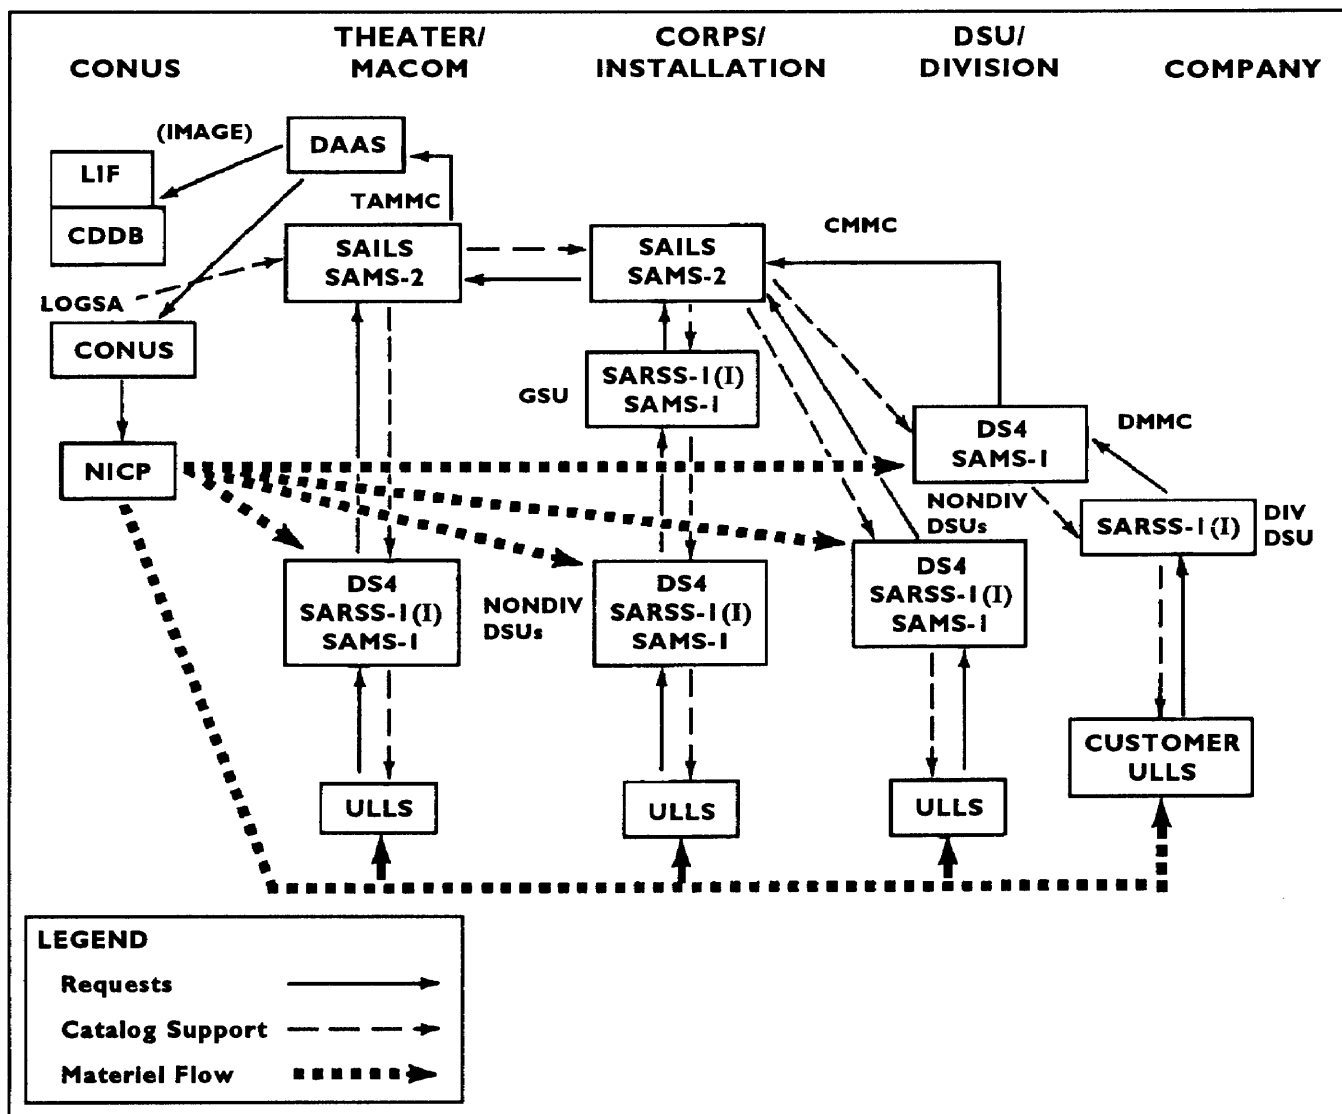 CONUS
THEATER/
MACOM
CORPS/
INSTALLATION
DSU/
DIVISION
COMPANY
(IMAGE)
DAAS
LIF
CDDB
TAMMC
SAILS
SAMS-2
SAILS
SAMS-2
CMMC
LOGSA
CONUS
GSU
SARSS-1(I)
SAMS-1
DS4
SAMS-1
DMMC
NICP
NONDIV
DSUs
SARSS-1(I)
DIV
DSU
DS4
SARSS-1(I)
SAMS-1
NONDIV
DSUs
DS4
SARSS-1(I)
SAMS-1
DS4
SARSS-1(I)
SAMS-1
CUSTOMER
ULLS
ULLS
ULLS
ULLS
LEGEND
Requests
Catalog Support
Materiel Flow